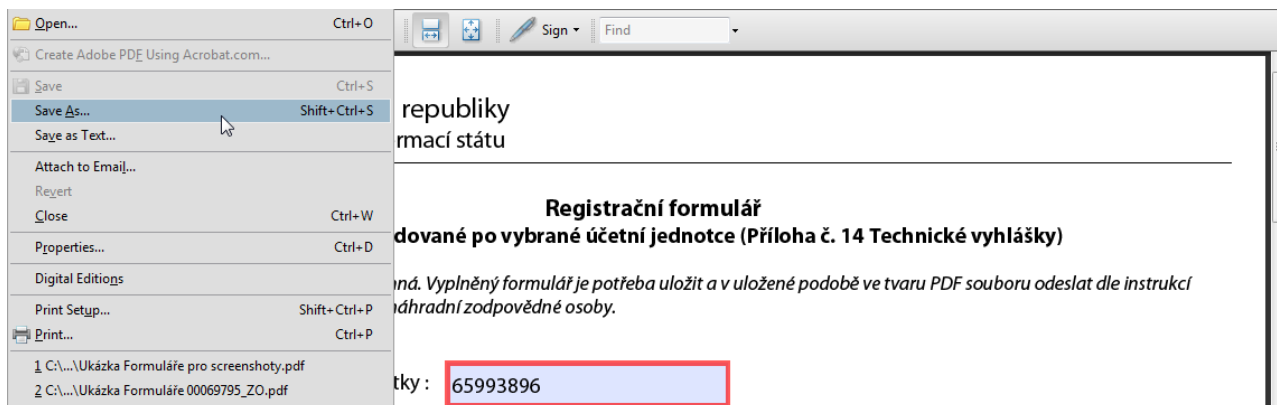 Open... Ctrl+O
Create Adobe PDF Using Acrobat.com...
Save Ctrl+S
Save As... Shift+Ctrl+S
Save as Text...
Attach to Email...
Revert
Close Ctrl+W
Properties... Ctrl+D
Digital Editions
Print Setup... Shift+Ctrl+P
Print... Ctrl+P
1 C:\...\Ukázka Formuláře pro screenshoty.pdf
2 C:\...\Ukázka Formuláře 00069795_ZO.pdf
Sign Find
republiky
rmací státu
Registrační formulář
dované po vybrané účetní jednotce (Příloha č. 14 Technické vyhlášky)
ná. Vyplněný formulář je potřeba uložit a v uložené podobě ve tvaru PDF souboru odeslat dle instrukcí
náhradní zodpovědné osoby.
tky : 65993896